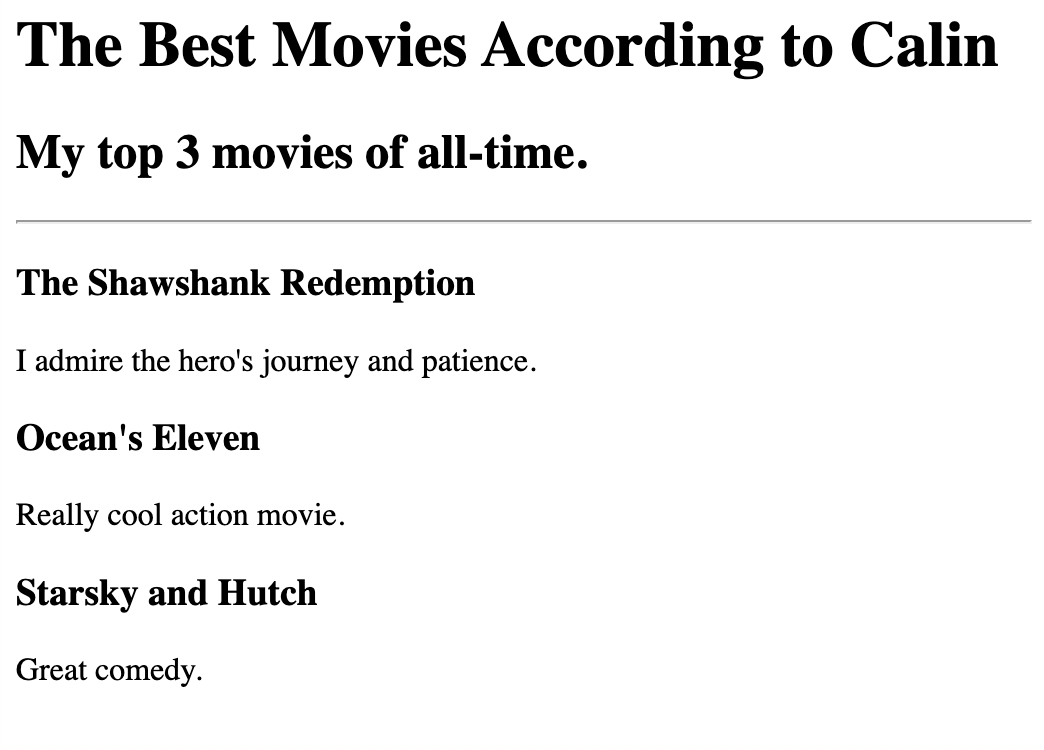 The Best Movies According to Calin
My top 3 movies of all-time.
The Shawshank Redemption
I admire the hero's journey and patience.
Ocean's Eleven
Really cool action movie.
Starsky and Hutch
Great comedy.